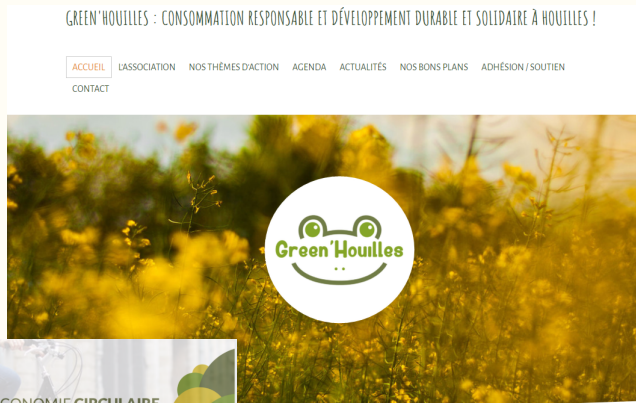 GREEN'HOUILLES : CONSOMMATION RESPONSABLE ET DÉVELOPPEMENT DURABLE ET SOLIDAIRE À HOUILLES !
ACCUEIL L'ASSOCIATION NOS THÈMES D'ACTION AGENDA ACTUALITÉS NOS BONS PLANS ADHÉSION / SOUTIEN
CONTACT
Green'Houilles
CONOMIE CIRCULAIRE